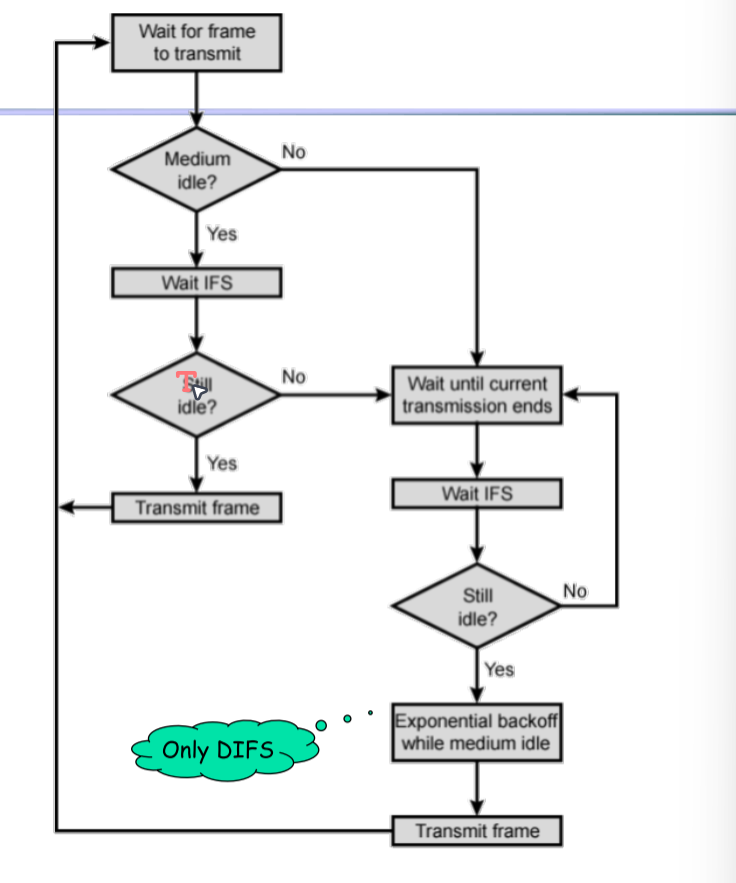 Wait for frame
to transmit
Medium
idle?
No
Yes
Wait IFS
Still
idle?
No
Yes
Transmit frame
Wait until current
transmission ends
Wait IFS
Still
idle?
No
Yes
Exponential backoff
while medium idle
Transmit frame
Only DIFS